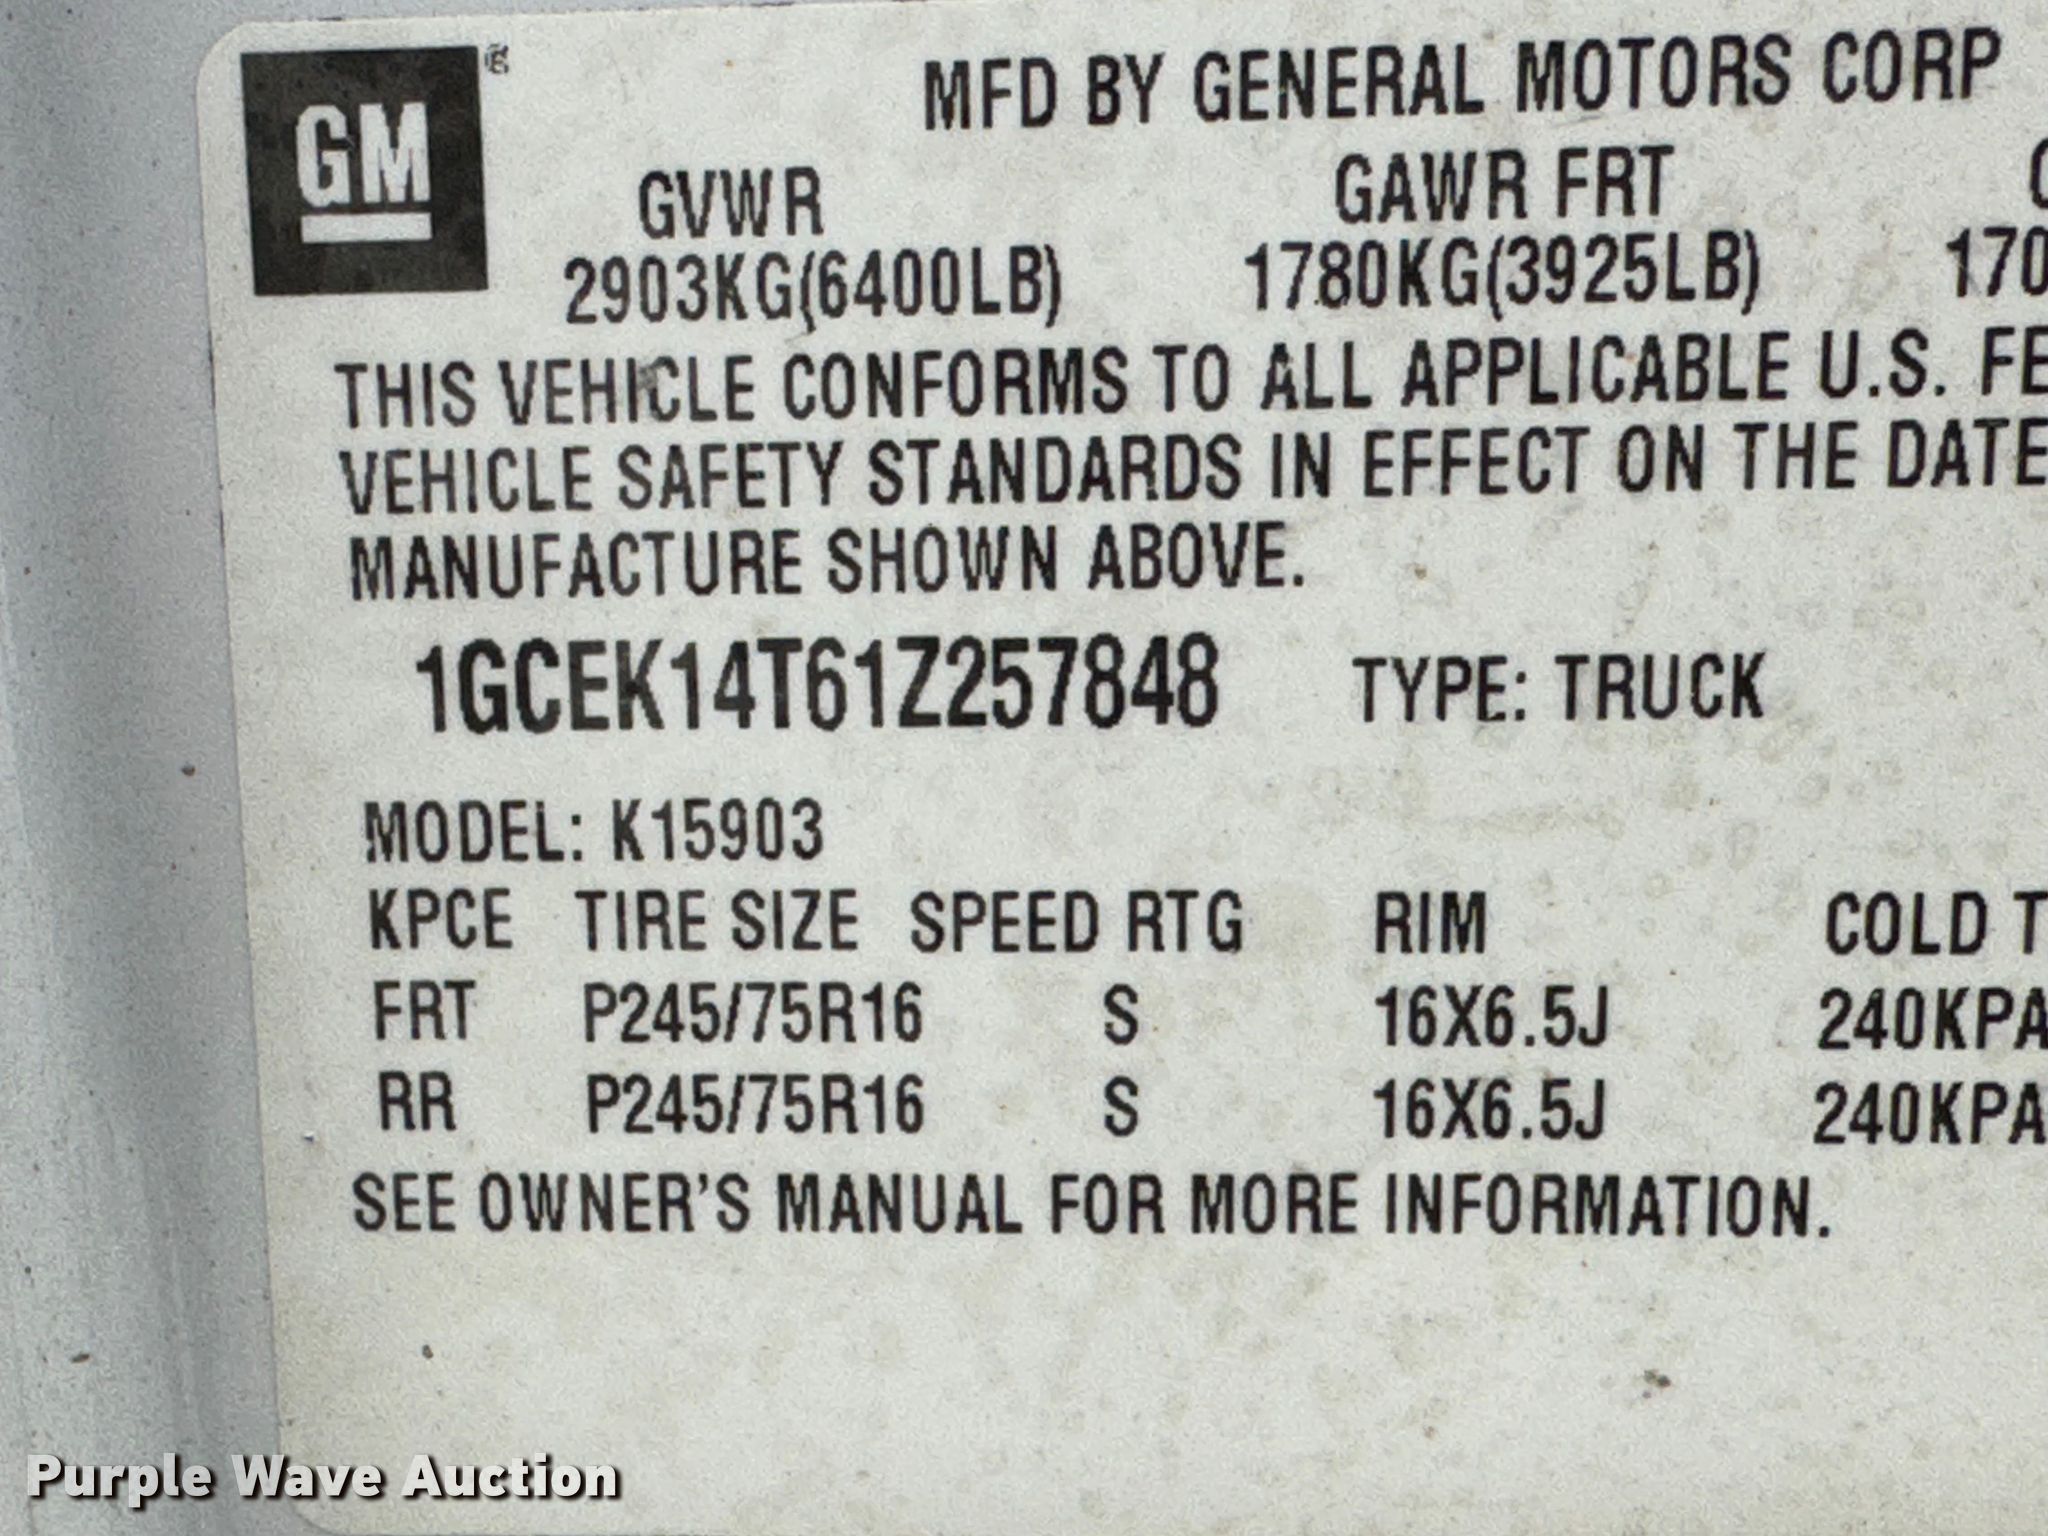 GM
MFD BY GENERAL MOTORS CORP
GVWR GAWR FRT
2903KG(6400LB) 1780KG(3925LB) 170
THIS VEHICLE CONFORMS TO ALL APPLICABLE U.S. FE
VEHICLE SAFETY STANDARDS IN EFFECT ON THE DATE
MANUFACTURE SHOWN ABOVE.
1GCEK14T61Z257848 TYPE: TRUCK
MODEL: K15903
KPCE TIRE SIZE SPEED RTG RIM COLD T
FRT P245/75R16 S 16X6.5J 240KPA
RR P245/75R16 S 16X6.5J 240KPA
SEE OWNER'S MANUAL FOR MORE INFORMATION.
Purple Wave Auction